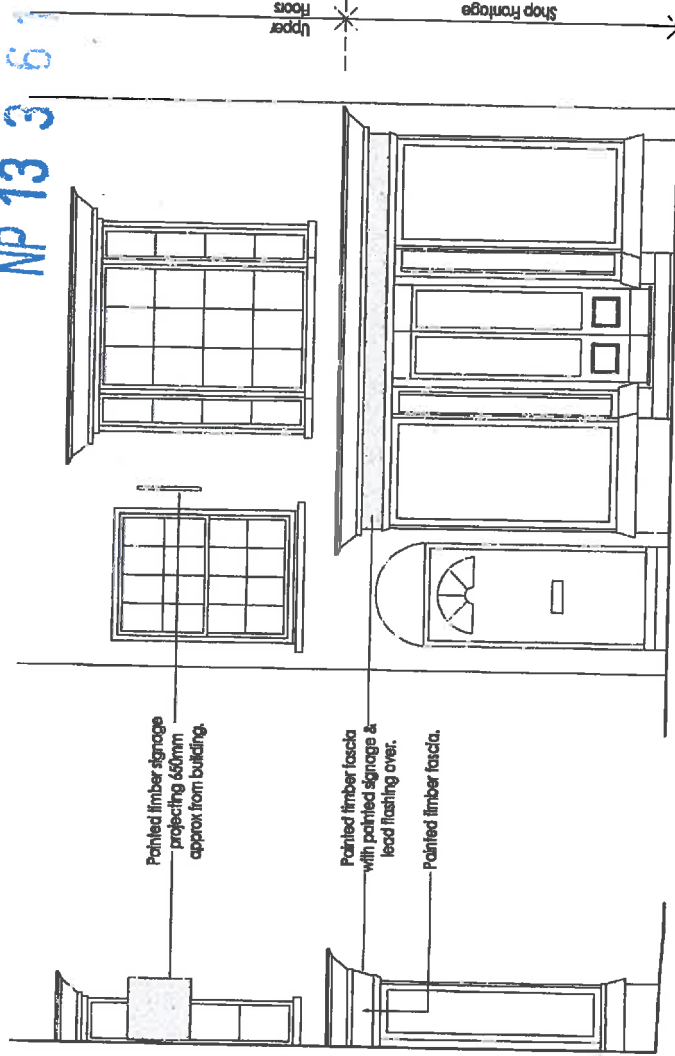 NP 13 3 6
Upper
Floors
Shop Frontage
Painted timber signage
projecting 650mm
approx from building.
Painted timber fascia
with painted signage &
lead flashing over.
Painted timber fascia.